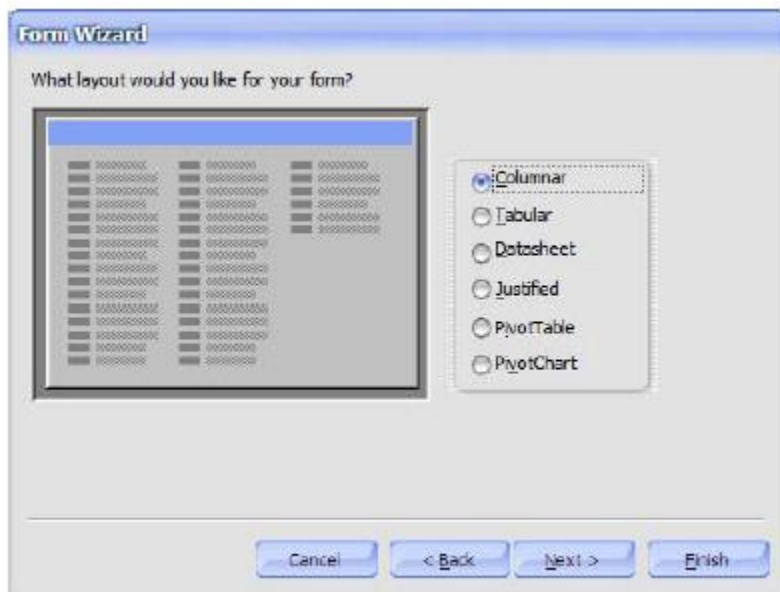 Form Wizard
What layout would you like for your form?
Columnar
Tabular
Datasheet
Justified
PivotTable
PivotChart
Cancel
< Back
Next >
Finish